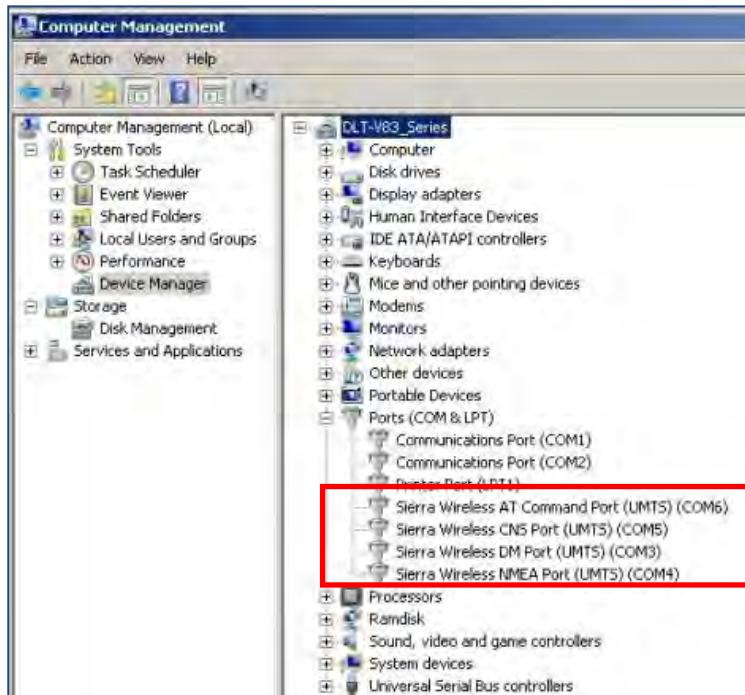 Computer Management
File Action View Help
Computer Management (Local)
System Tools
Task Scheduler
Event Viewer
Shared Folders
Local Users and Groups
Performance
Device Manager
Storage
Disk Management
Services and Applications
DLT-V83_Series
Computer
Disk drives
Display adapters
Human Interface Devices
IDE ATA/ATAPI controllers
Keyboards
Mice and other pointing devices
Modems
Monitors
Network adapters
Other devices
Portable Devices
Ports (COM & LPT)
Communications Port (COM1)
Communications Port (COM2)
Printer Port (LPT1)
Sierra Wireless AT Command Port (UMTS) (COM6)
Sierra Wireless CNS Port (UMTS) (COM5)
Sierra Wireless DM Port (UMTS) (COM3)
Sierra Wireless NMEA Port (UMTS) (COM4)
Processors
Ramdisk
Sound, video and game controllers
System devices
Universal Serial Bus controllers